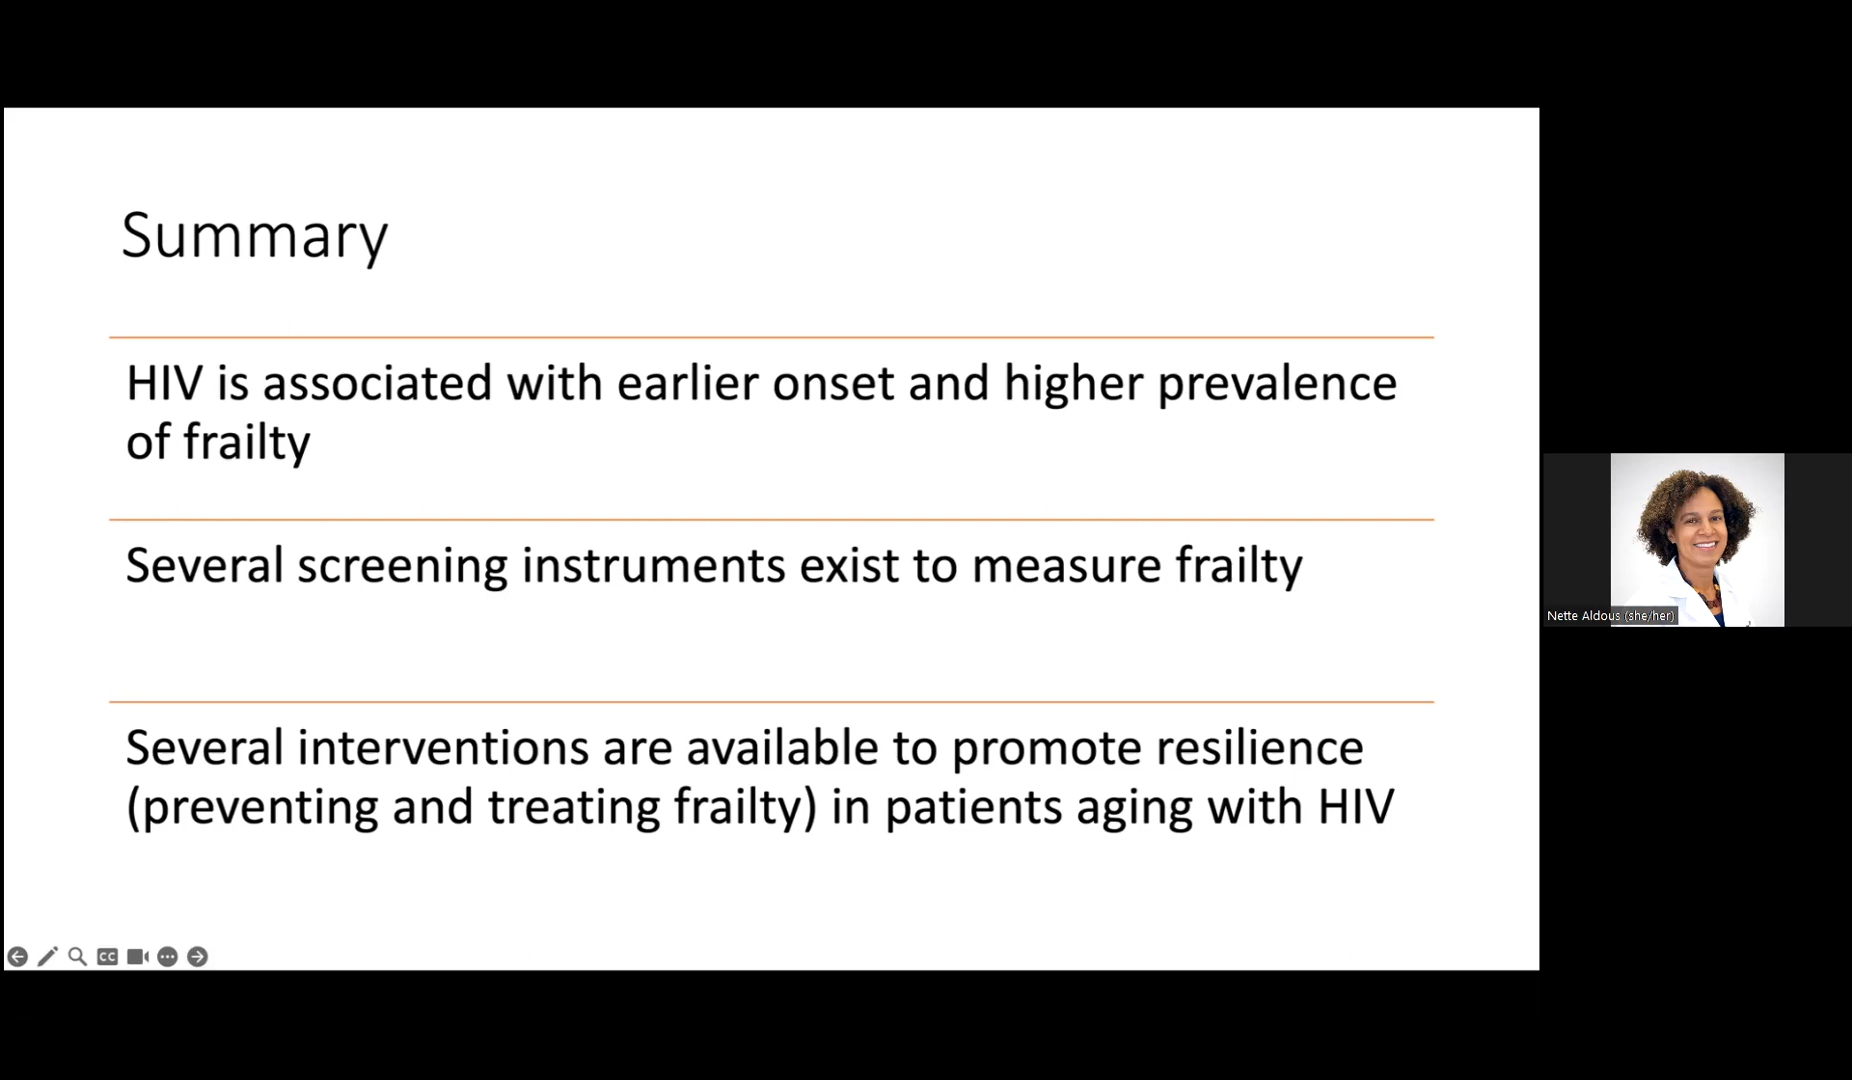 Summary
HIV is associated with earlier onset and higher prevalence
of frailty
Several screening instruments exist to measure frailty
Several interventions are available to promote resilience
(preventing and treating frailty) in patients aging with HIV
Nette Aldous (she/her)
CC